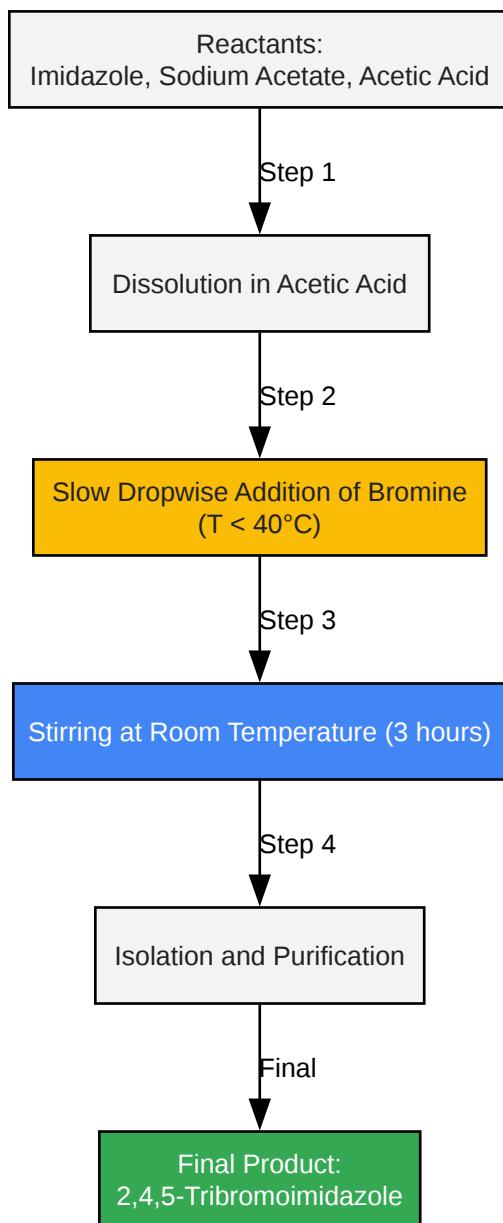 Reactants:
Imidazole, Sodium Acetate, Acetic Acid
Step 1
Dissolution in Acetic Acid
Step 2
Slow Dropwise Addition of Bromine
(T < 40°C)
Step 3
Stirring at Room Temperature (3 hours)
Step 4
Isolation and Purification
Final
Final Product:
2,4,5-Tribromoimidazole